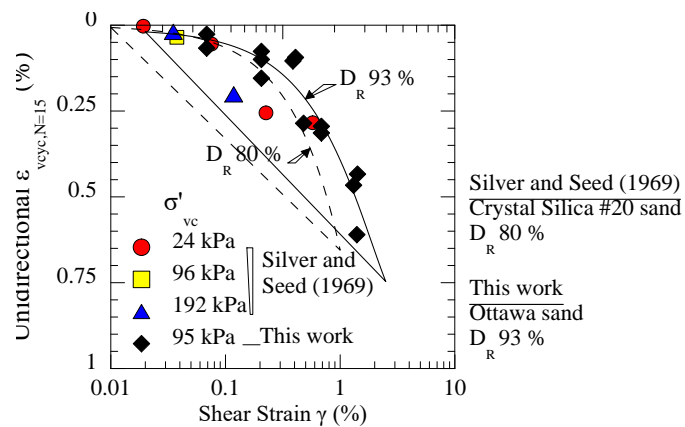 0
0.25
0.5
0.75
1
Unidirectional ε vcyc,N=15 (%)
D R 93 %
D R 80 %
σ' vc
24 kPa
96 kPa
192 kPa
95 kPa
Silver and
Seed (1969)
This work
0.01
0.1
1
10
Shear Strain γ (%)
Silver and Seed (1969)
Crystal Silica #20 sand
D R 80 %
This work
Ottawa sand
D R 93 %